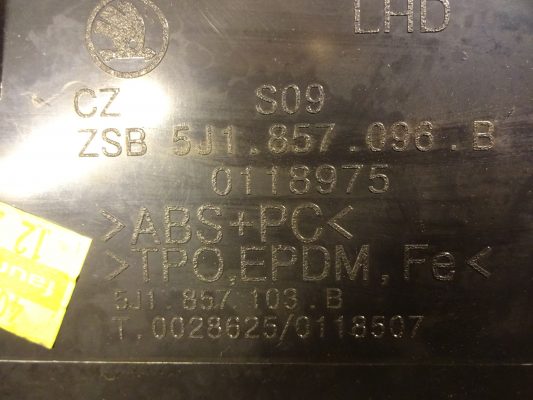 LHD
CZ S09
ZSB 5J1.857.096.B
0118975
>ABS+PC<
>TPO,EPDM,Fe<
5J1.857.103.B
T.0028625/0118507